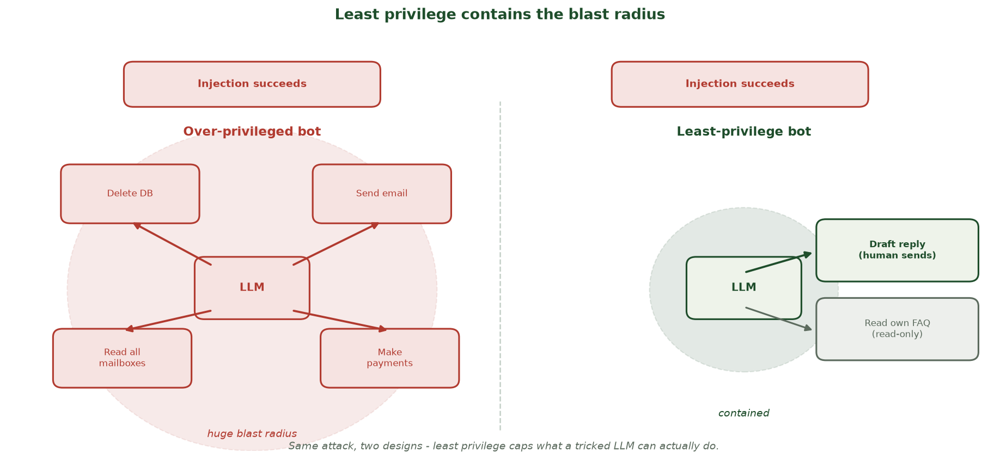 Least privilege contains the blast radius
Injection succeeds
Over-privileged bot
Delete DB
Send email
LLM
Read all
mailboxes
Make
payments
huge blast radius
Injection succeeds
Least-privilege bot
LLM
Draft reply
(human sends)
Read own FAQ
(read-only)
contained
Same attack, two designs - least privilege caps what a tricked LLM can actually do.